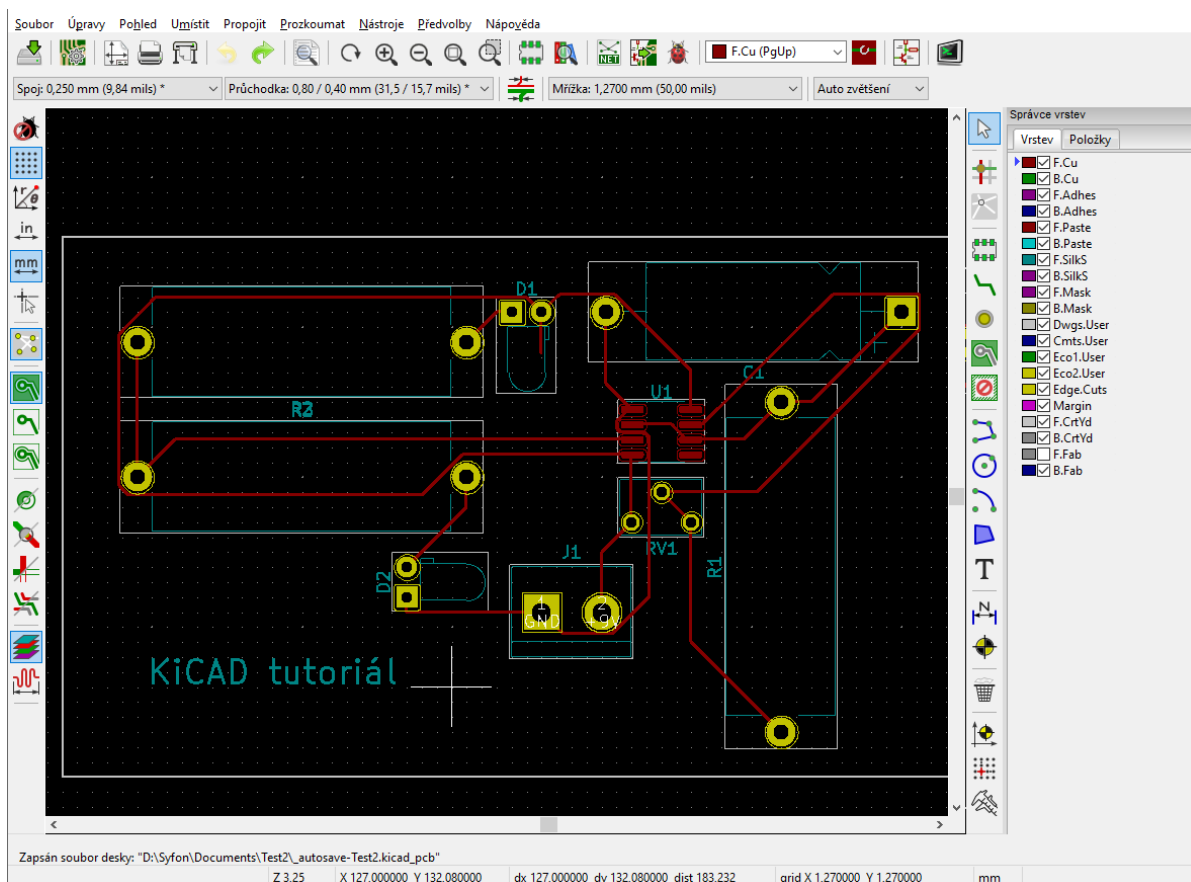 Soubor Úpravy Pohled Umístit Propojit Prozkoumat Nástroje Předvolby Nápověda
NET
F.Cu (PgUp)
Spoj: 0,250 mm (9,84 mils) *
Průchodka: 0,80 / 0,40 mm (31,5 / 15,7 mils) *
Mřížka: 1,2700 mm (50,00 mils)
Auto zvětšení
in
mm
Správce vrstev
Vrstev Položky
F.Cu
B.Cu
F.Adhes
B.Adhes
F.Paste
B.Paste
F.SilkS
B.SilkS
F.Mask
B.Mask
Dwgs.User
Cmts.User
Eco1.User
Eco2.User
Edge.Cuts
Margin
F.CrtYd
B.CrtYd
F.Fab
B.Fab
D1
C1
U1
RV1
R1
J1
D2
1
2
GND
+9V
KiCAD tutoriál
T
N
Zapsán soubor desky: "D:\Syfon\Documents\Test2\_autosave-Test2.kicad_pcb"
Z 3.25 X 127.000000 Y 132.080000 dx 127.000000 dy 132.080000 dist 183.232 grid X 1.270000 Y 1.270000 mm